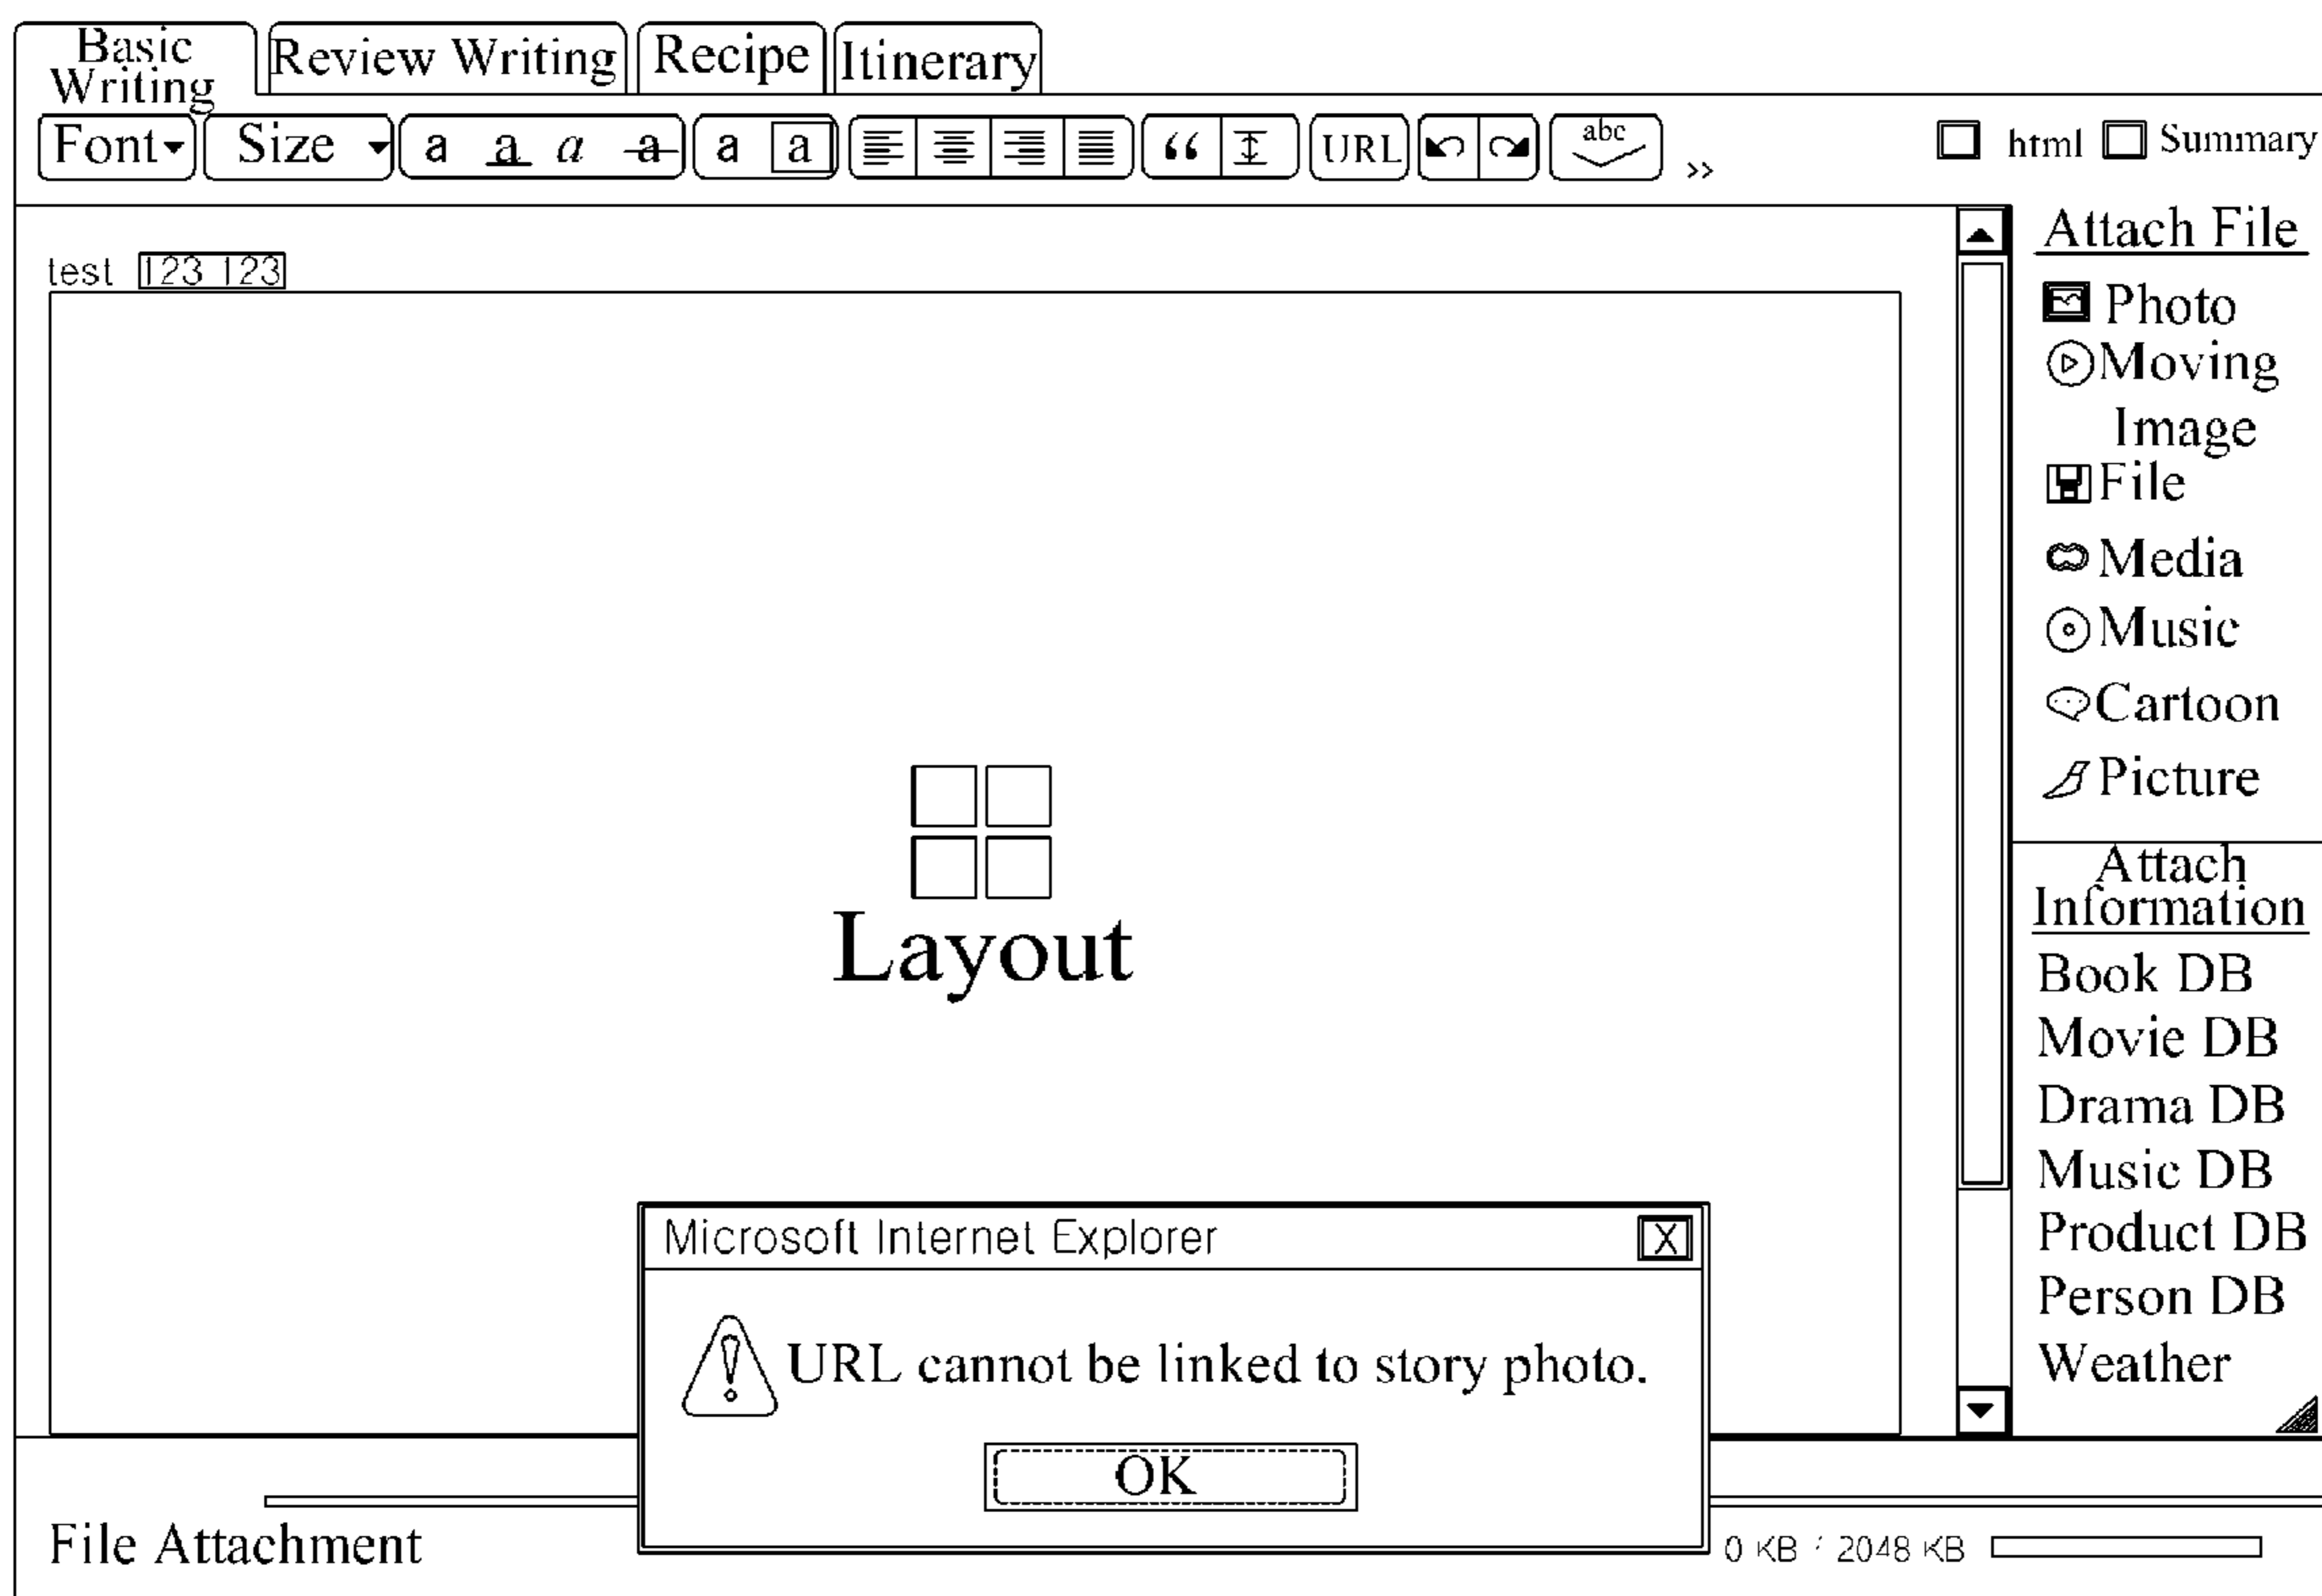 Basic Writing
Review Writing
Recipe
Itinerary
Font
Size
a a a a
a a
“
URL
abc
»
html
Summary
test 123 123
Layout
Attach File
Photo
Moving
Image
File
Media
Music
Cartoon
Picture
Attach
Information
Book DB
Movie DB
Drama DB
Music DB
Product DB
Person DB
Weather
Microsoft Internet Explorer
X
URL cannot be linked to story photo.
OK
File Attachment
0 KB / 2048 KB